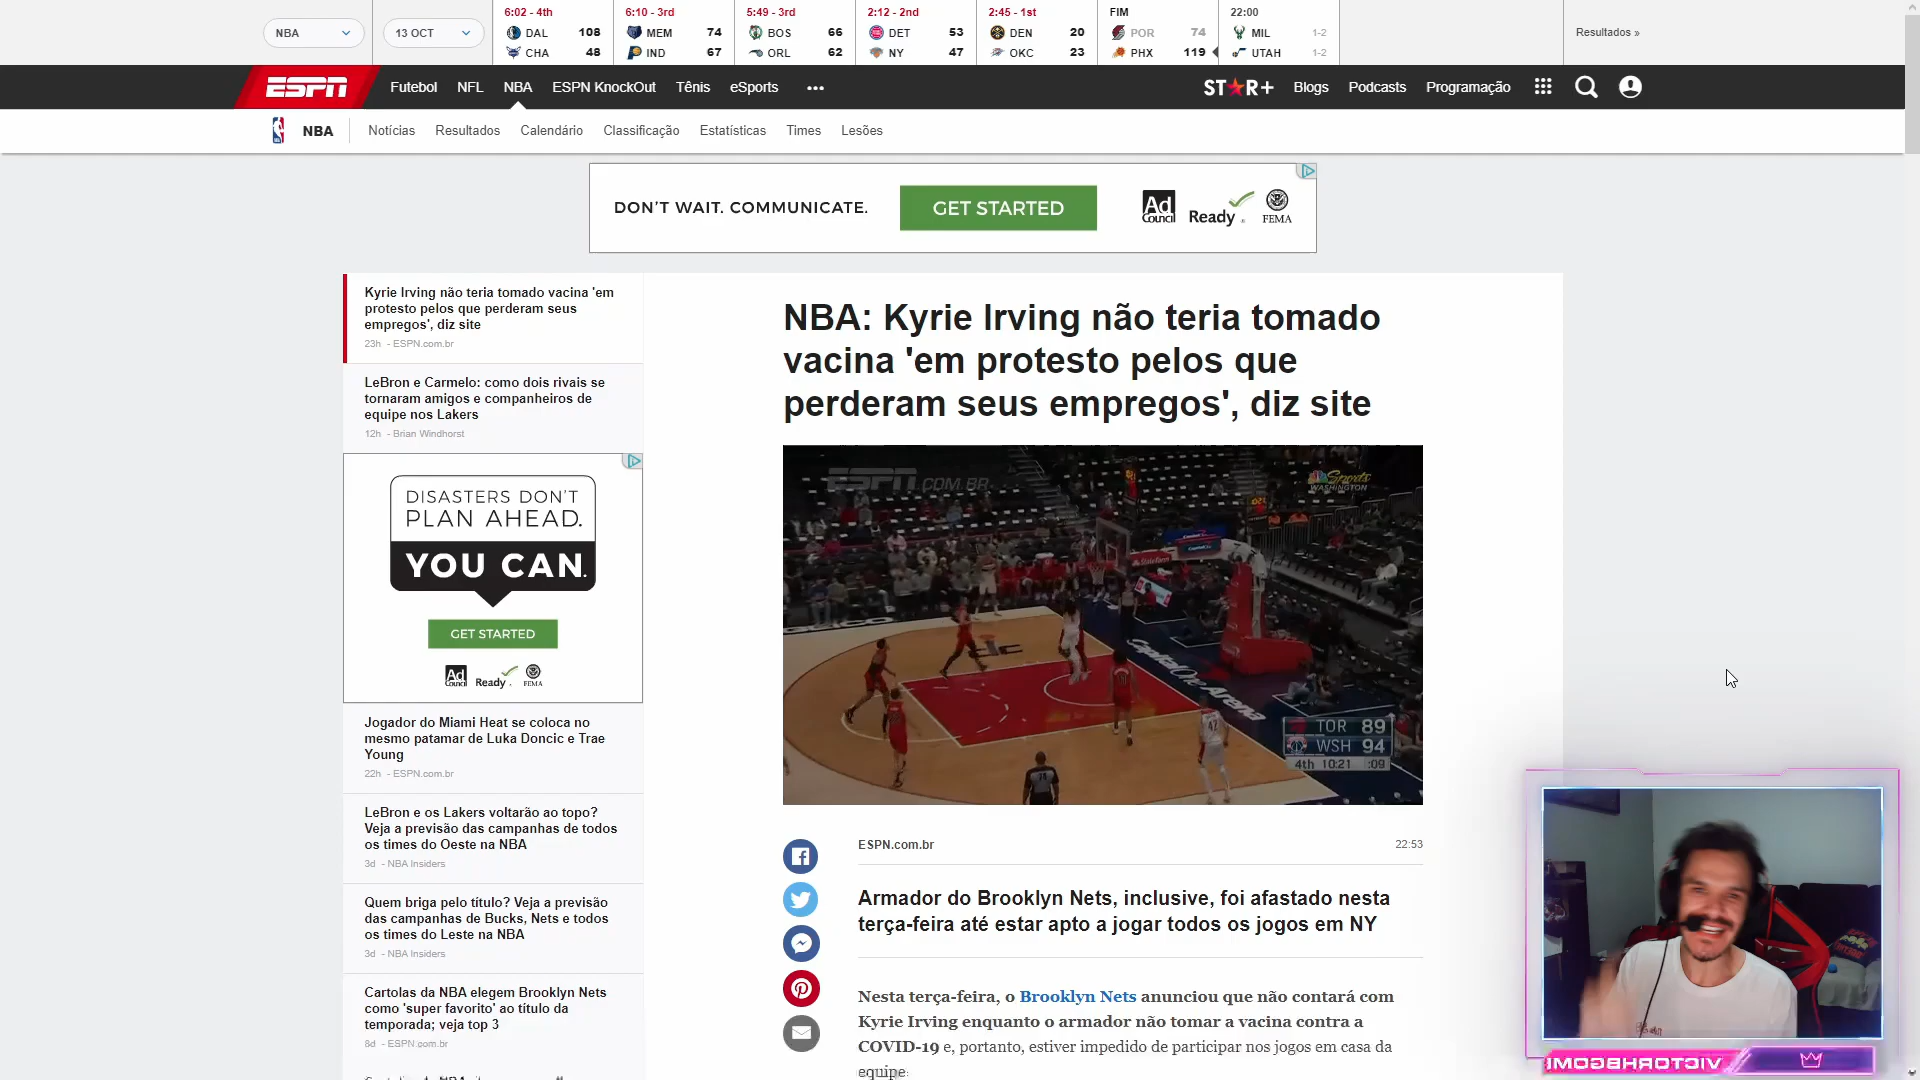 NBA
13 OCT
6:02 - 4th
DAL 108
CHA 48
6:10 - 3rd
MEM 74
IND 67
5:49 - 3rd
BOS 66
ORL 62
2:12 - 2nd
DET 53
NY 47
2:45 - 1st
DEN 20
OKC 23
FIM
POR 74
PHX 119
22:00
MIL 1-2
UTAH 1-2
Resultados »
ESPN
Futebol NFL NBA ESPN KnockOut Tênis eSports •••
ST★R+ Blogs Podcasts Programação
NBA Notícias Resultados Calendário Classificação Estatísticas Times Lesões
DON'T WAIT. COMMUNICATE. GET STARTED Ad Council Ready FEMA
Kyrie Irving não teria tomado vacina 'em
protesto pelos que perderam seus
empregos', diz site
23h - ESPN.com.br
LeBron e Carmelo: como dois rivais se
tornaram amigos e companheiros de
equipe nos Lakers
12h - Brian Windhorst
DISASTERS DON'T
PLAN AHEAD.
YOU CAN.
GET STARTED
Ad Council Ready FEMA
Jogador do Miami Heat se coloca no
mesmo patamar de Luka Doncic e Trae
Young
22h - ESPN.com.br
LeBron e os Lakers voltarão ao topo?
Veja a previsão das campanhas de todos
os times do Oeste na NBA
3d - NBA Insiders
Quem briga pelo título? Veja a previsão
das campanhas de Bucks, Nets e todos
os times do Leste na NBA
3d - NBA Insiders
Cartolas da NBA elegem Brooklyn Nets
como 'super favorito' ao título da
temporada; veja top 3
6d - ESPN.com.br
NBA: Kyrie Irving não teria tomado
vacina 'em protesto pelos que
perderam seus empregos', diz site
ESPN.COM.BR
Sports
WASHINGTON
Capital One Arena
TOR 89
WSH 94
4th 10:21 :09
ESPN.com.br 22:53
Armador do Brooklyn Nets, inclusive, foi afastado nesta
terça-feira até estar apto a jogar todos os jogos em NY
Nesta terça-feira, o Brooklyn Nets anunciou que não contará com
Kyrie Irving enquanto o armador não tomar a vacina contra a
COVID-19 e, portanto, estiver impedido de participar nos jogos em casa da
equipe.
VICTORHBGOMI